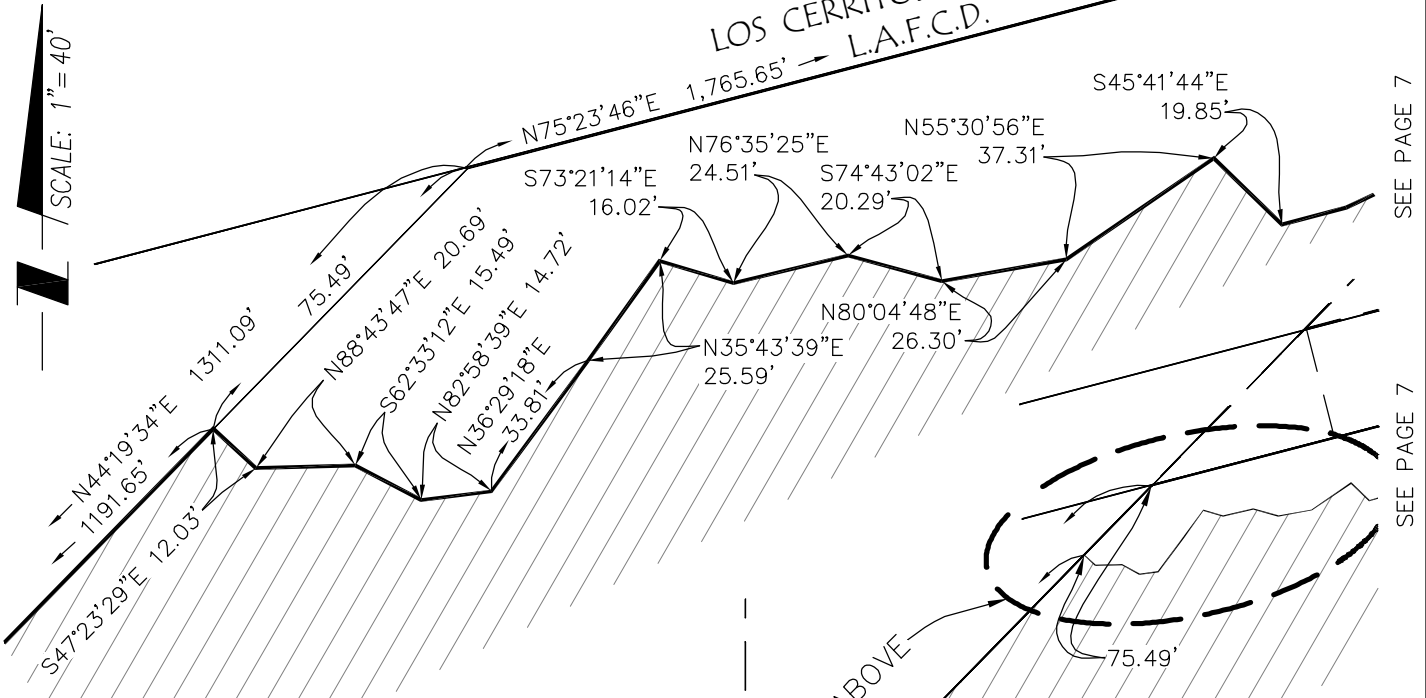 SCALE: 1"= 40'
LOS CERRITO
L.A.F.C.D.
N75°23'46"E 1,765.65'
S45°41'44"E
19.85'
SEE PAGE 7
N55°30'56"E
37.31'
N76°35'25"E
24.51'
S74°43'02"E
20.29'
S73°21'14"E
16.02'
N88°43'47"E 20.69'
S62°33'12"E 15.49'
N82°58'39"E 14.72'
N36°29'18"E
33.81'
75.49'
1311.09'
N44°19'34"E
1191.65'
S47°23'29"E 12.03'
N35°43'39"E
25.59'
N80°04'48"E
26.30'
SEE PAGE 7
75.49'
ABOVE